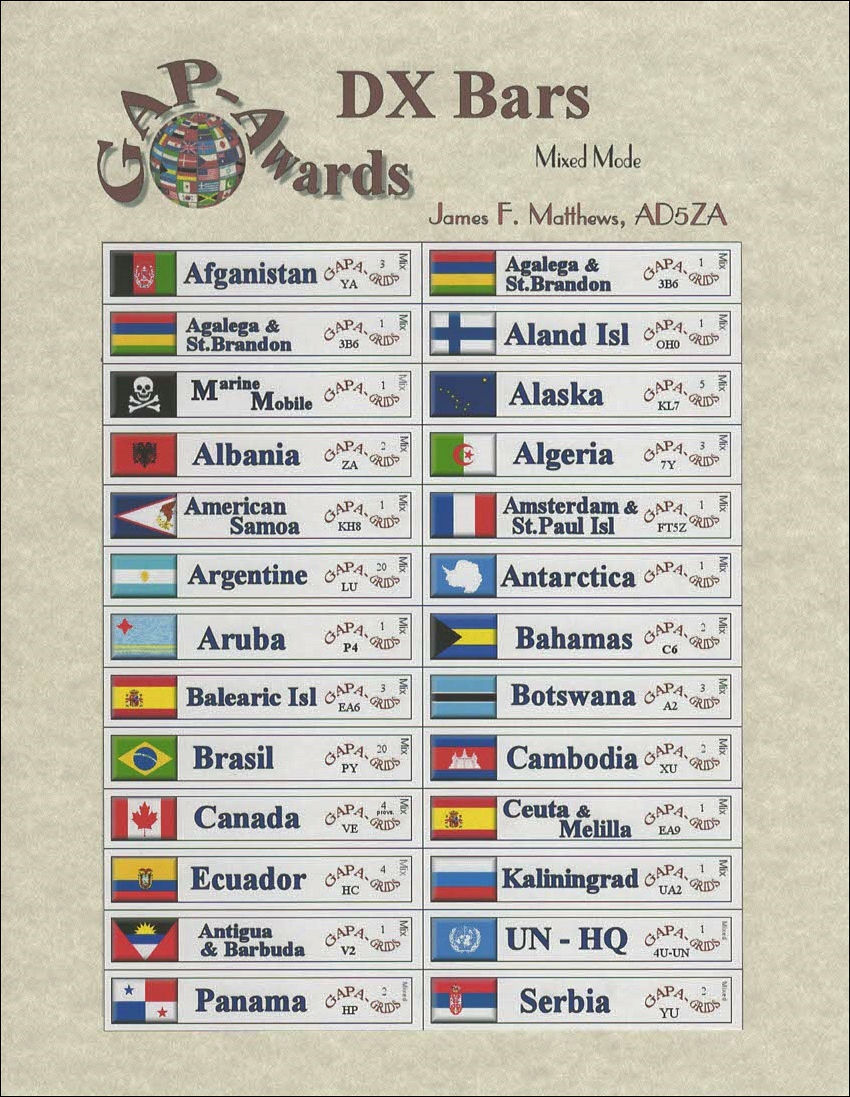 GAP-Awards
DX Bars
Mixed Mode
James F. Matthews, AD5ZA
Afganistan GAPA-GRIDS 3 Mix YA
Agalega & St.Brandon GAPA-GRIDS 1 Mix 3B6
Agalega & St.Brandon GAPA-GRIDS 1 Mix 3B6
Aland Isl GAPA-GRIDS 1 Mix OH0
Marine Mobile GAPA-GRIDS 1 Mix
Alaska GAPA-GRIDS 5 Mix KL7
Albania GAPA-GRIDS 2 Mix ZA
Algeria GAPA-GRIDS 3 Mix 7Y
American Samoa GAPA-GRIDS 1 Mix KH8
Amsterdam & St.Paul Isl GAPA-GRIDS 1 Mix FT5Z
Argentine GAPA-GRIDS 20 Mix LU
Antarctica GAPA-GRIDS 1 Mix
Aruba GAPA-GRIDS 1 Mix P4
Bahamas GAPA-GRIDS 2 Mix C6
Balearic Isl GAPA-GRIDS 3 Mix EA6
Botswana GAPA-GRIDS 3 Mix A2
Brasil GAPA-GRIDS 20 Mix PY
Cambodia GAPA-GRIDS 2 Mix XU
Canada GAPA-GRIDS 4 provs. Mix VE
Ceuta & Melilla GAPA-GRIDS 1 Mix EA9
Ecuador GAPA-GRIDS 4 Mix HC
Kaliningrad GAPA-GRIDS 1 Mix UA2
Antigua & Barbuda GAPA-GRIDS 1 Mix V2
UN - HQ GAPA-GRIDS 1 Mixed 4U-UN
Panama GAPA-GRIDS 2 Mixed HP
Serbia GAPA-GRIDS 2 Mixed YU